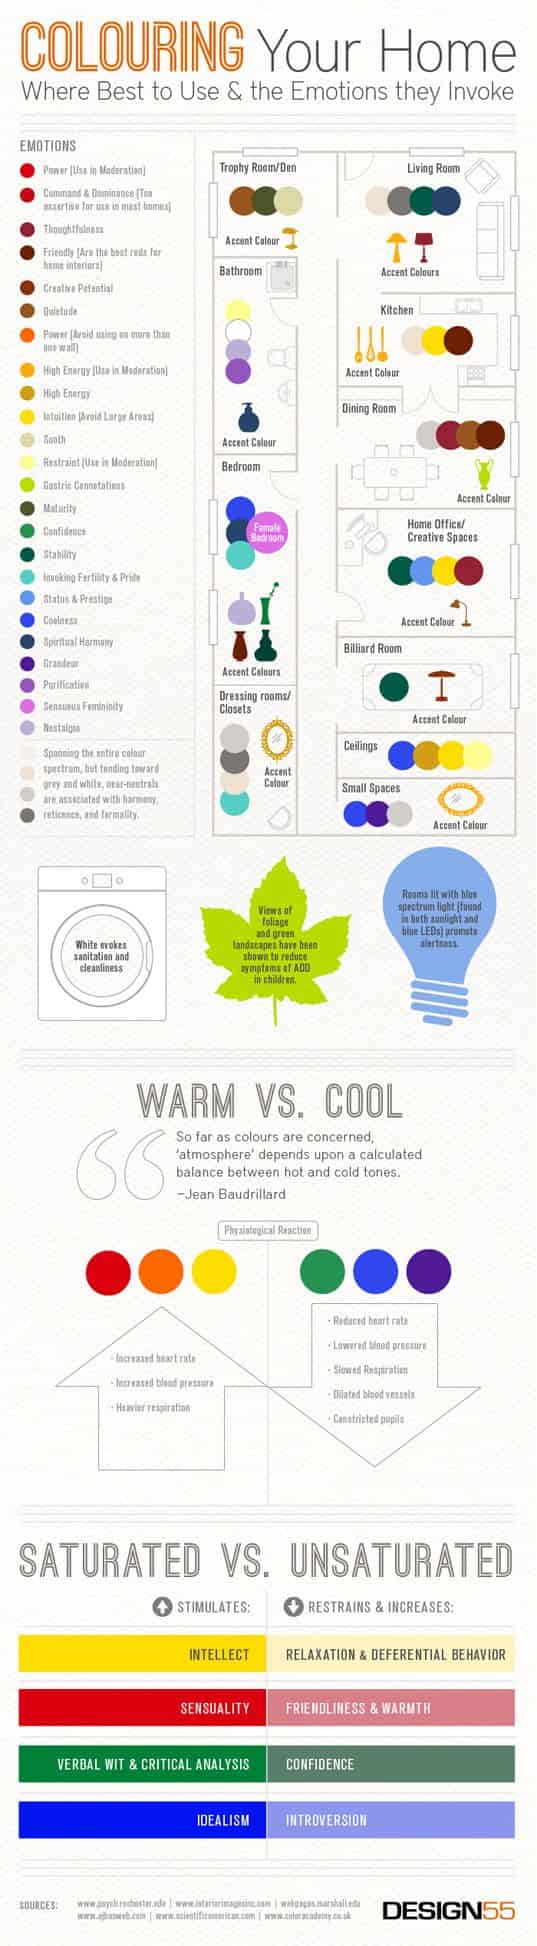 COLOURING Your Home
Where Best to Use & the Emotions they Invoke
EMOTIONS
Power (Use in Moderation)
Command & Dominance (Too
assertive for use in most homes)
Thoughtfulness
Friendly (Are the best reds for
home interiors)
Creative Potential
Quietude
Power (Avoid using on more than
one wall)
High Energy (Use in Moderation)
High Energy
Intuition (Avoid Large Areas)
Sooth
Restraint (Use in Moderation)
Gastric Connotations
Maturity
Confidence
Stability
Invoking Fertility & Pride
Status & Prestige
Coolness
Spiritual Harmony
Grandeur
Purification
Sensuous Femininity
Nostalgia
Spanning the entire colour
spectrum, but tending toward
grey and white, near-neutrals
are associated with harmony,
reticence, and formality.
Trophy Room/Den
Accent Colour
Living Room
Accent Colours
Bathroom
Accent Colour
Kitchen
Accent Colour
Dining Room
Accent Colour
Bedroom
Female
Bedroom
Accent Colours
Home Office/
Creative Spaces
Accent Colour
Billiard Room
Accent Colour
Dressing rooms/
Closets
Accent
Colour
Ceilings
Small Spaces
Accent Colour
White evokes
sanitation and
cleanliness
Views of
foliage
and green
landscapes have been
shown to reduce
symptoms of ADD
in children.
Rooms lit with blue
spectrum light (found
in both sunlight and
blue LEDs) promote
alertness.
WARM VS. COOL
So far as colours are concerned,
'atmosphere' depends upon a calculated
balance between hot and cold tones.
–Jean Baudrillard
Physiological Reaction
· Increased heart rate
· Increased blood pressure
· Heavier respiration
· Reduced heart rate
· Lowered blood pressure
· Slowed Respiration
· Dilated blood vessels
· Constricted pupils
SATURATED VS. UNSATURATED
STIMULATES:
RESTRAINS & INCREASES:
INTELLECT
RELAXATION & DEFERENTIAL BEHAVIOR
SENSUALITY
FRIENDLINESS & WARMTH
VERBAL WIT & CRITICAL ANALYSIS
CONFIDENCE
IDEALISM
INTROVERSION
SOURCES:
www.psych.rochester.edu | www.interiorimagesinc.com | webpages.marshall.edu
www.ejbasweb.com | www.scientificamerican.com | www.coloracademy.co.uk
DESIGN55